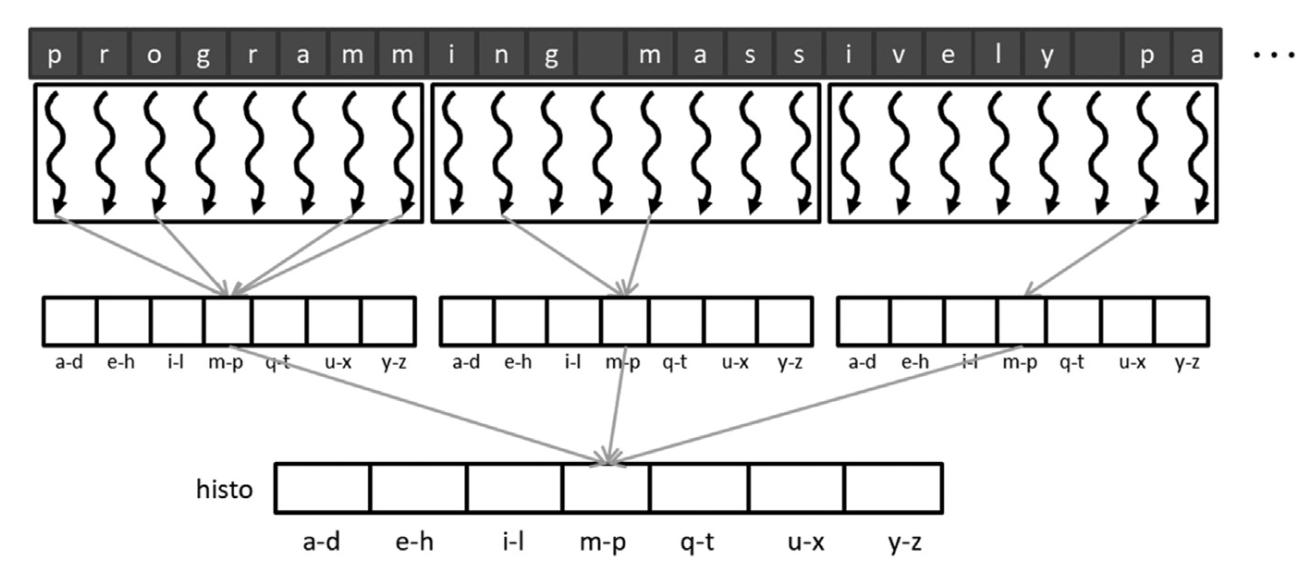 p r o g r a m m i n g m a s s i v e l y p a ...
a-d e-h i-l m-p q-t u-x y-z a-d e-h i-l m-p q-t u-x y-z a-d e-h i-l m-p q-t u-x y-z
histo
a-d e-h i-l m-p q-t u-x y-z